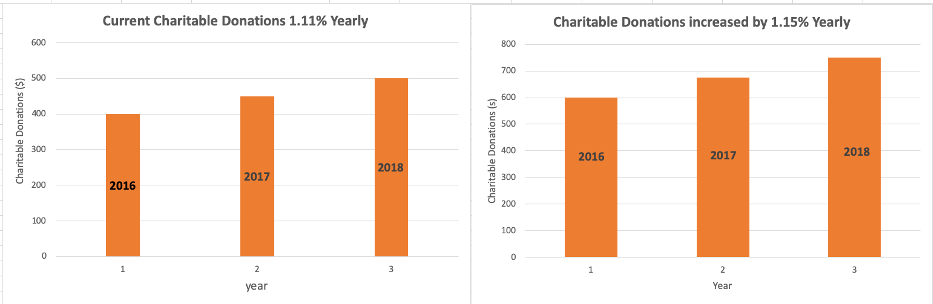 Current Charitable Donations 1.11% Yearly
600
500
400
300
200
100
0
Charitable Donations ($)
2016
2017
2018
1 2 3
year
Charitable Donations increased by 1.15% Yearly
800
700
600
500
400
300
200
100
0
Charitable Donations (s)
2016
2017
2018
1 2 3
Year